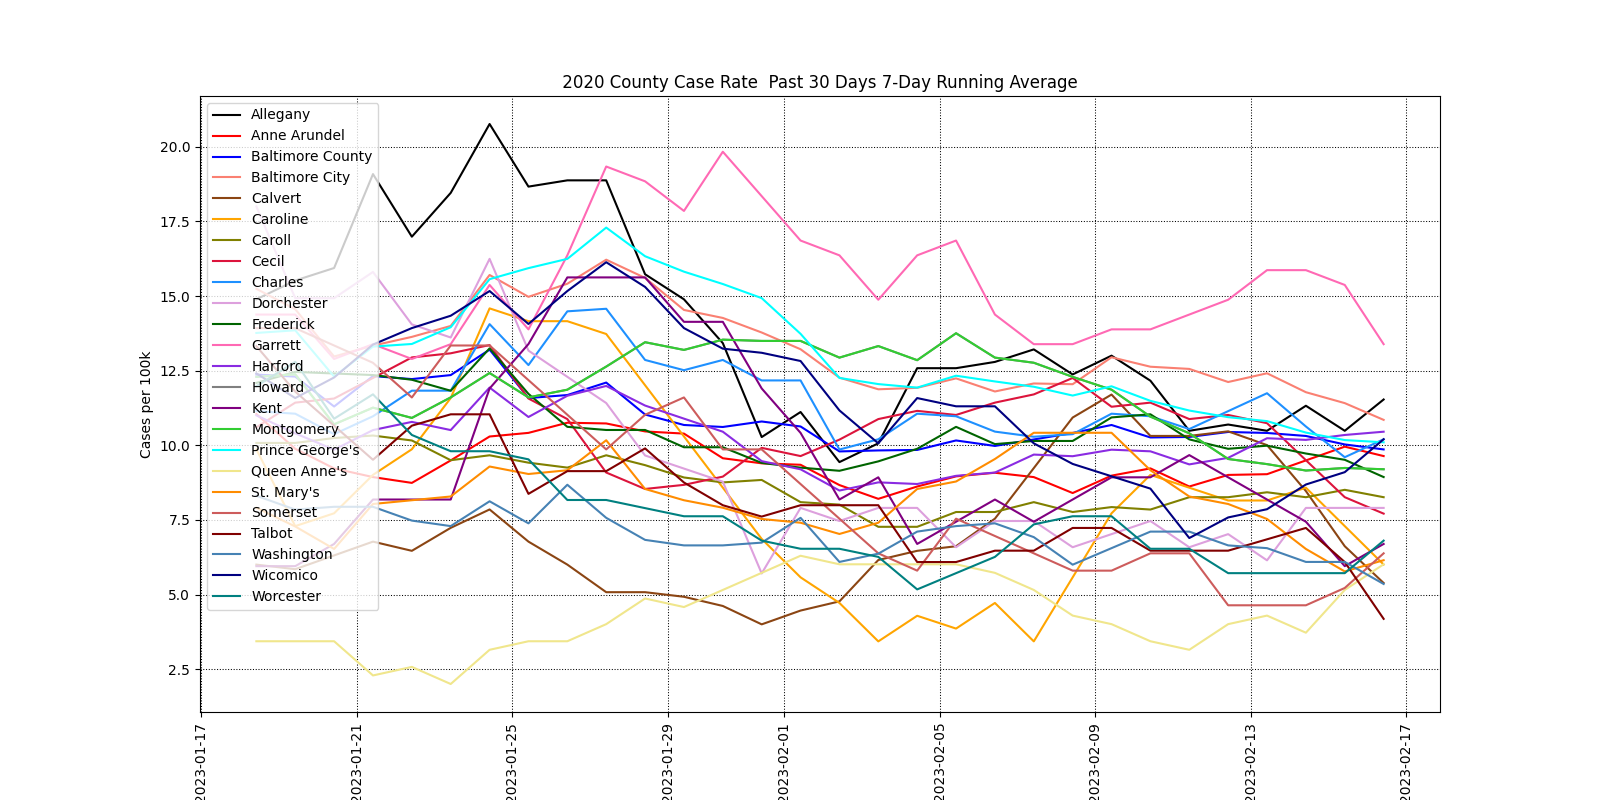 2020 County Case Rate  Past 30 Days 7-Day Running Average
Cases per 100k
20.0
17.5
15.0
12.5
10.0
7.5
5.0
2.5
Allegany
Anne Arundel
Baltimore County
Baltimore City
Calvert
Caroline
Caroll
Cecil
Charles
Dorchester
Frederick
Garrett
Harford
Howard
Kent
Montgomery
Prince George's
Queen Anne's
St. Mary's
Somerset
Talbot
Washington
Wicomico
Worcester
2023-01-17
2023-01-21
2023-01-25
2023-01-29
2023-02-01
2023-02-05
2023-02-09
2023-02-13
2023-02-17